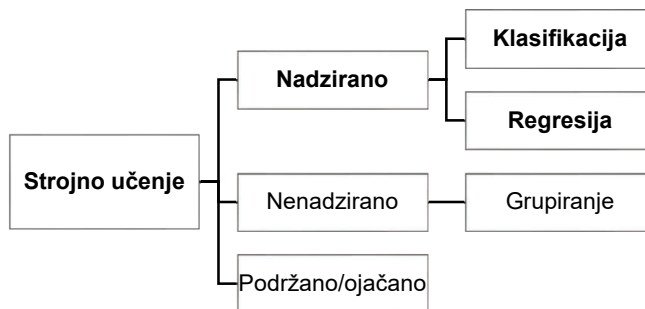 Strojno učenje
Nadzirano
Klasifikacija
Regresija
Nenadzirano
Grupiranje
Podržano/ojačano